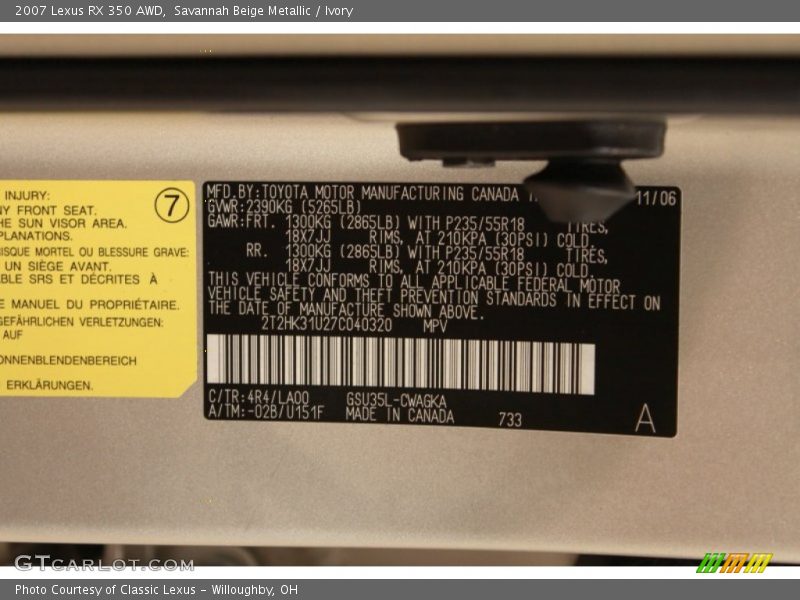 2007 Lexus RX 350 AWD, Savannah Beige Metallic / Ivory
INJURY:
NY FRONT SEAT.
HE SUN VISOR AREA.
PLANATIONS.
ISQUE MORTEL OU BLESSURE GRAVE:
UN SIÈGE AVANT.
ABLE SRS ET DÉCRITES À
E MANUEL DU PROPRIÉTAIRE.
GEFÄHRLICHEN VERLETZUNGEN:
AUF
ONNENBLENDENBEREICH
ERKLÄRUNGEN.
7
MFD. BY: TOYOTA MOTOR MANUFACTURING CANADA 11/06
GVWR: 2390KG (5265LB)
GAWR: FRT. 1300KG (2865LB) WITH P235/55R18 TIRES,
18X7JJ RIMS, AT 210KPA (30PSI) COLD.
RR. 1300KG (2865LB) WITH P235/55R18 TIRES,
18X7JJ RIMS, AT 210KPA (30PSI) COLD.
THIS VEHICLE CONFORMS TO ALL APPLICABLE FEDERAL MOTOR
VEHICLE SAFETY AND THEFT PREVENTION STANDARDS IN EFFECT ON
THE DATE OF MANUFACTURE SHOWN ABOVE.
2T2HK31U27C040320 MPV
C/TR: 4R4/LA00 GSU35L-CWAGKA
A/TM: -02B/U151F MADE IN CANADA 733 A
GTCARLOT.COM
Photo Courtesy of Classic Lexus - Willoughby, OH